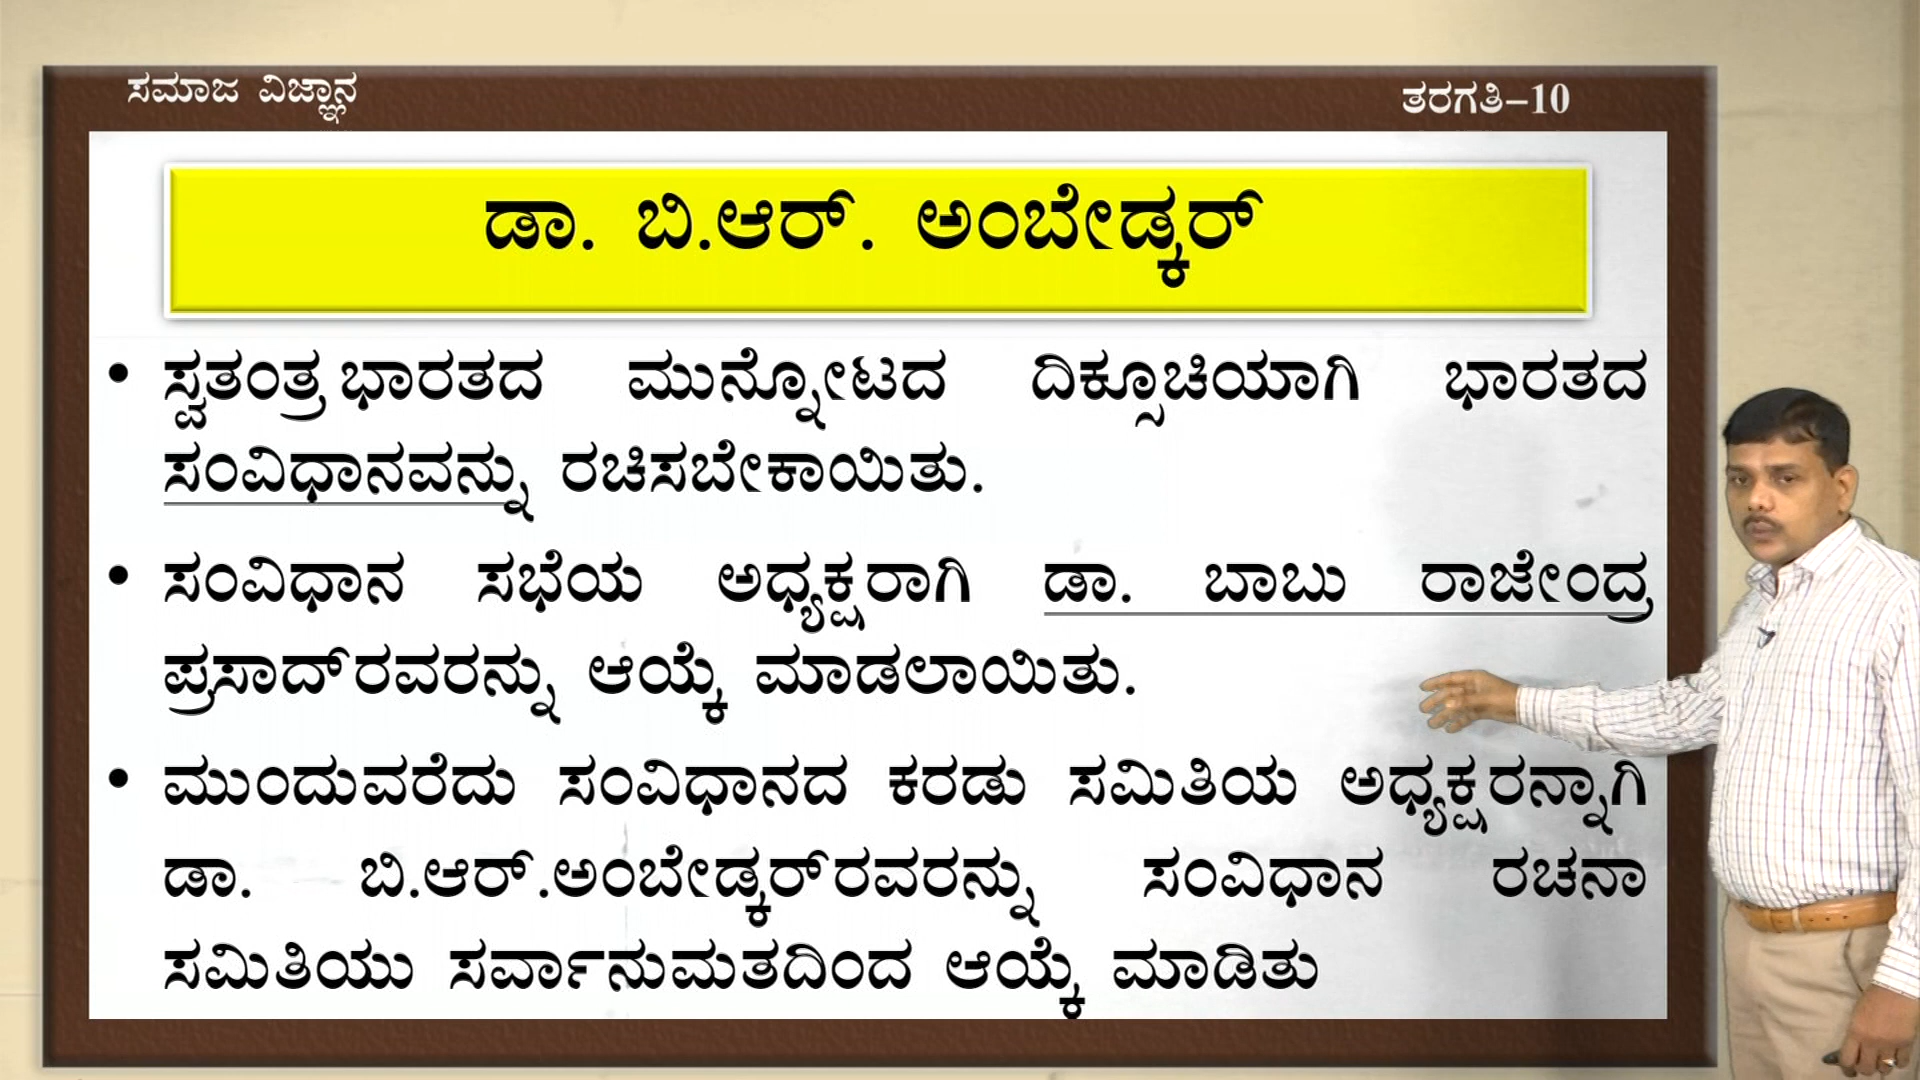 ಸಮಾಜ ವಿಜ್ಞಾನ
ತರಗತಿ-10
ಡಾ. ಬಿ.ಆರ್. ಅಂಬೇಡ್ಕರ್
• ಸ್ವತಂತ್ರ ಭಾರತದ ಮುನ್ನೋಟದ ದಿಕ್ಸೂಚಿಯಾಗಿ ಭಾರತದ
ಸಂವಿಧಾನವನ್ನು ರಚಿಸಬೇಕಾಯಿತು.
• ಸಂವಿಧಾನ ಸಭೆಯ ಅಧ್ಯಕ್ಷರಾಗಿ ಡಾ. ಬಾಬು ರಾಜೇಂದ್ರ
ಪ್ರಸಾದ್‌ರವರನ್ನು ಆಯ್ಕೆ ಮಾಡಲಾಯಿತು.
• ಮುಂದುವರೆದು ಸಂವಿಧಾನದ ಕರಡು ಸಮಿತಿಯ ಅಧ್ಯಕ್ಷರನ್ನಾಗಿ
ಡಾ. ಬಿ.ಆರ್.ಅಂಬೇಡ್ಕರ್‌ರವರನ್ನು ಸಂವಿಧಾನ ರಚನಾ
ಸಮಿತಿಯು ಸರ್ವಾನುಮತದಿಂದ ಆಯ್ಕೆ ಮಾಡಿತು